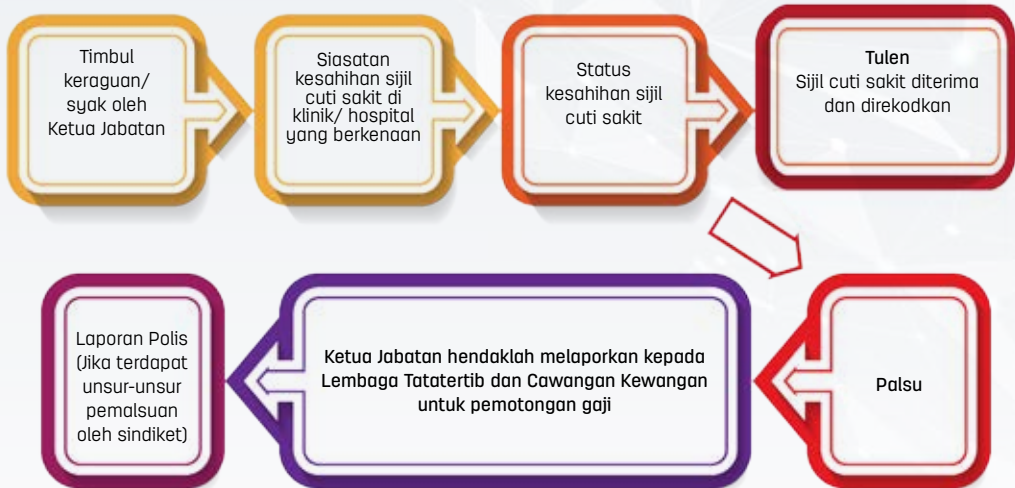 Timbul
keraguan/
syak oleh
Ketua Jabatan
Siasatan
kesahihan sijil
cuti sakit di
klinik/ hospital
yang berkenaan
Status
kesahihan sijil
cuti sakit
Tulen
Sijil cuti sakit diterima
dan direkodkan
Laporan Polis
(Jika terdapat
unsur-unsur
pemalsuan
oleh sindiket)
Ketua Jabatan hendaklah melaporkan kepada
Lembaga Tatatertib dan Cawangan Kewangan
untuk pemotongan gaji
Palsu